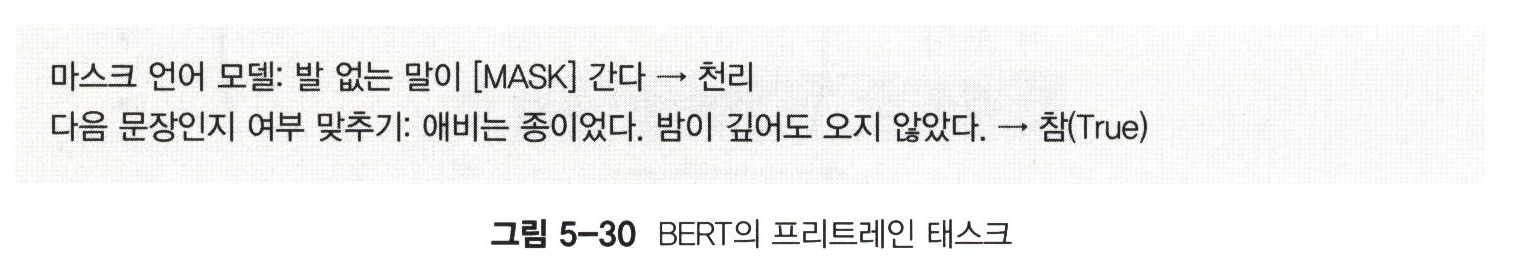 마스크 언어 모델: 발 없는 말이 [MASK] 간다 → 천리
다음 문장인지 여부 맞추기: 애비는 종이었다. 밤이 깊어도 오지 않았다. → 참(True)
그림 5-30 BERT의 프리트레인 태스크